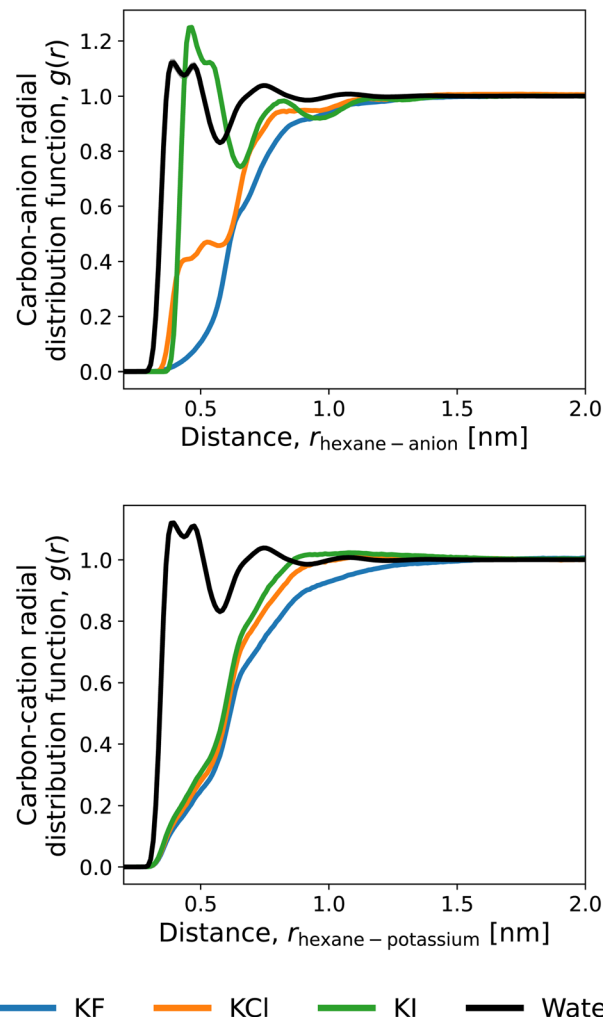 Carbon-anion radial
distribution function, g(r)
1.2
1.0
0.8
0.6
0.4
0.2
0.0
0.5 1.0 1.5 2.0
Distance, r_hexane−anion [nm]
Carbon-cation radial
distribution function, g(r)
1.0
0.8
0.6
0.4
0.2
0.0
0.5 1.0 1.5 2.0
Distance, r_hexane−potassium [nm]
KF KCl KI Wate